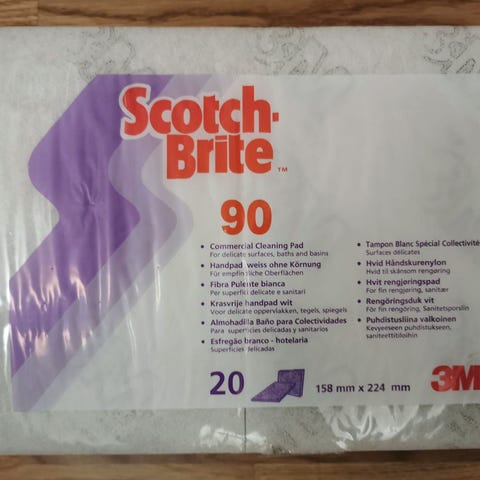 Scotch-
Brite ™
90
• Commercial Cleaning Pad
For delicate surfaces, baths and basins
• Handpad weiss ohne Körnung
Für empfindliche Oberflächen
• Fibra Pulente bianca
Per superfici delicate e sanitari
• Krasvrije handpad wit
Voor delicate oppervlakken, tegels, spiegels
• Almohadilla Baño para Colectividades
Para superficies delicadas y sanitarios
• Esfregão branco - hotelaria
Superficies delicadas
• Tampon Blanc Spécial Collectivité
Surfaces délicates
• Hvid Håndskurenylon
Hvid til skånsom rengøring
• Hvit rengjøringspad
For fin rengjøring, sanitær
• Rengöringsduk vit
För fin rengöring, Sanitetsporslin
• Puhdistusliina valkoinen
Kevyeeseen puhdistukseen,
saniteettitiloihin
20
158 mm x 224 mm
3M